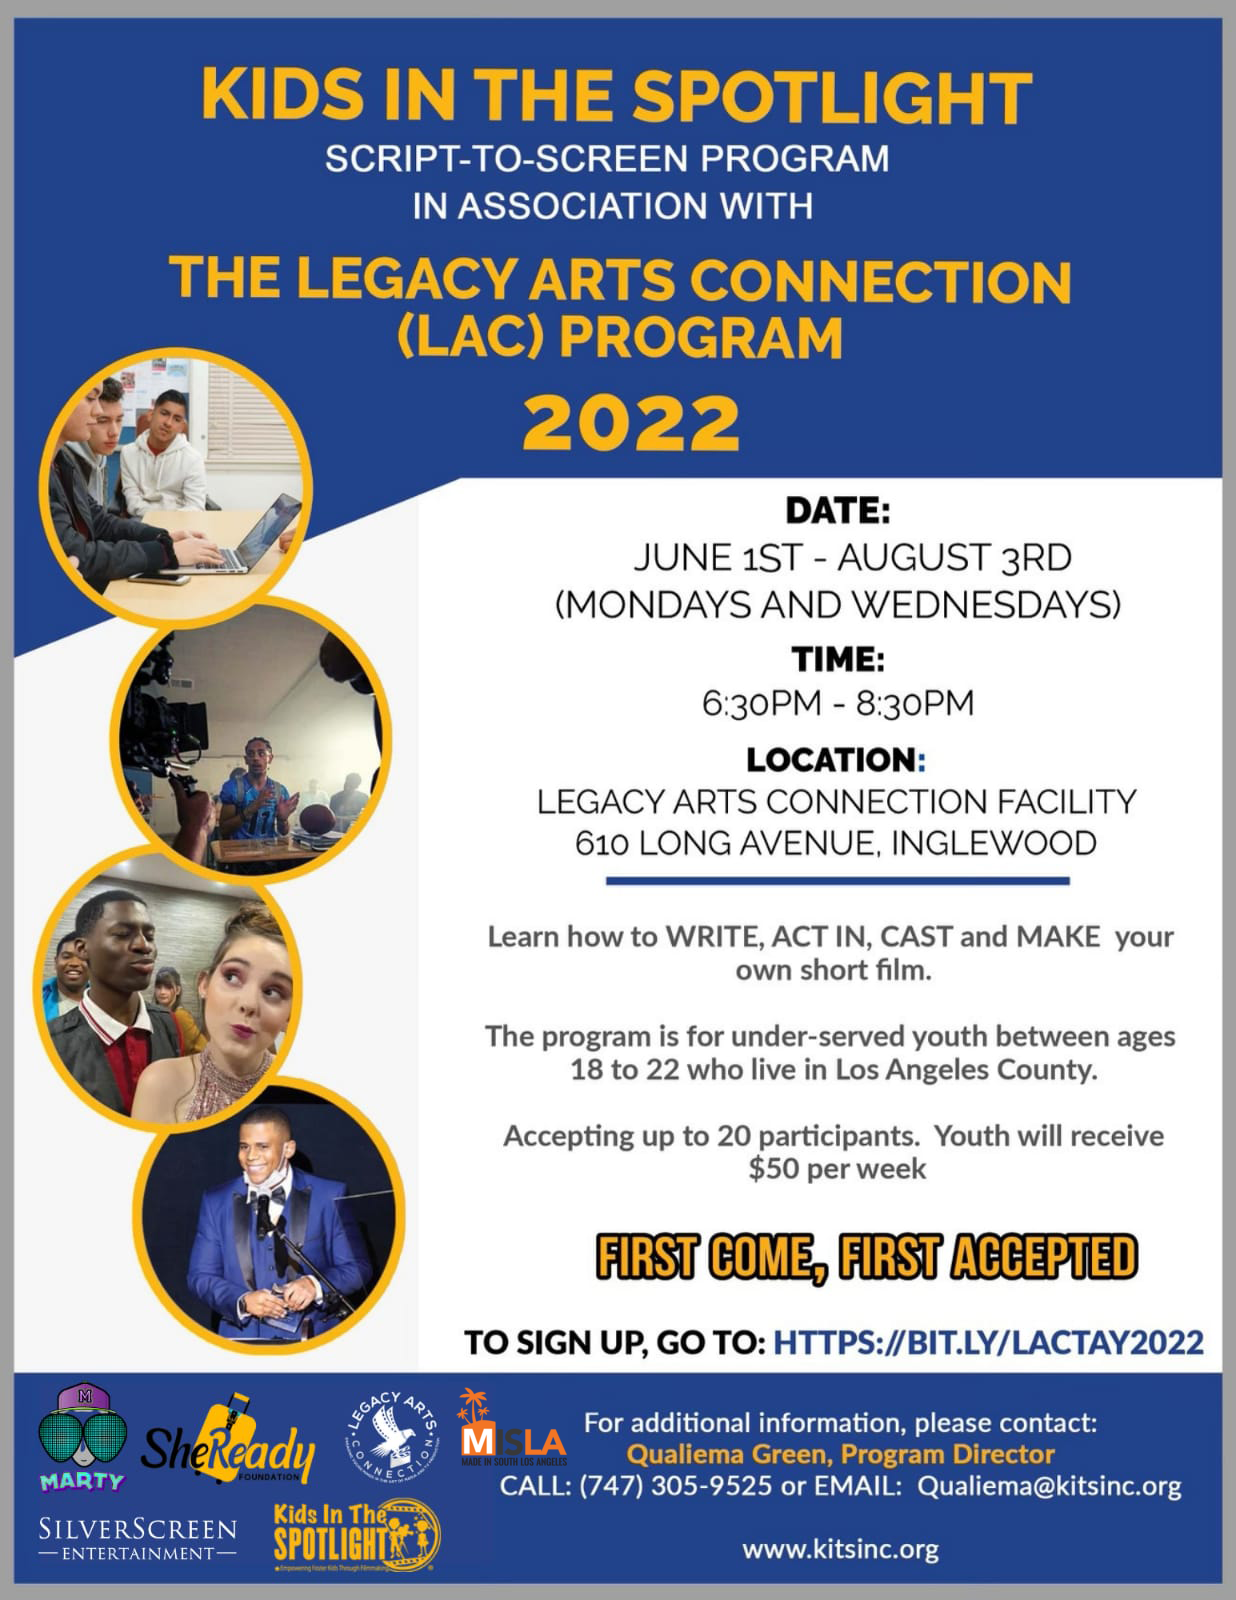 KIDS IN THE SPOTLIGHT
SCRIPT-TO-SCREEN PROGRAM
IN ASSOCIATION WITH
THE LEGACY ARTS CONNECTION
(LAC) PROGRAM
2022
DATE:
JUNE 1ST - AUGUST 3RD
(MONDAYS AND WEDNESDAYS)
TIME:
6:30PM - 8:30PM
LOCATION:
LEGACY ARTS CONNECTION FACILITY
610 LONG AVENUE, INGLEWOOD
Learn how to WRITE, ACT IN, CAST and MAKE your
own short film.
The program is for under-served youth between ages
18 to 22 who live in Los Angeles County.
Accepting up to 20 participants. Youth will receive
$50 per week
FIRST COME, FIRST ACCEPTED
TO SIGN UP, GO TO: HTTPS://BIT.LY/LACTAY2022
M
MARTY
SheReady
FOUNDATION
LEGACY ARTS
CONNECTION
MISLA
MADE IN SOUTH LOS ANGELES
SILVERSCREEN
ENTERTAINMENT
Kids In The
SPOTLIGHT
Empowering Foster Kids Through Filmmaking
For additional information, please contact:
Qualiema Green, Program Director
CALL: (747) 305-9525 or EMAIL: Qualiema@kitsinc.org
www.kitsinc.org